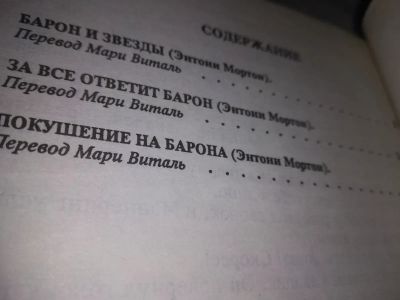 СОДЕРЖАНИЕ
БАРОН И ЗВЕЗДЫ (Энтони Мортон).
Перевод Мари Виталь . . . . . . . . . .
ЗА ВСЕ ОТВЕТИТ БАРОН (Энтони Мортон).
Перевод Мари Виталь . . . . . . . . . .
ПОКУШЕНИЕ НА БАРОНА (Энтони Мортон).
Перевод Мари Виталь . . . . . . . . . .